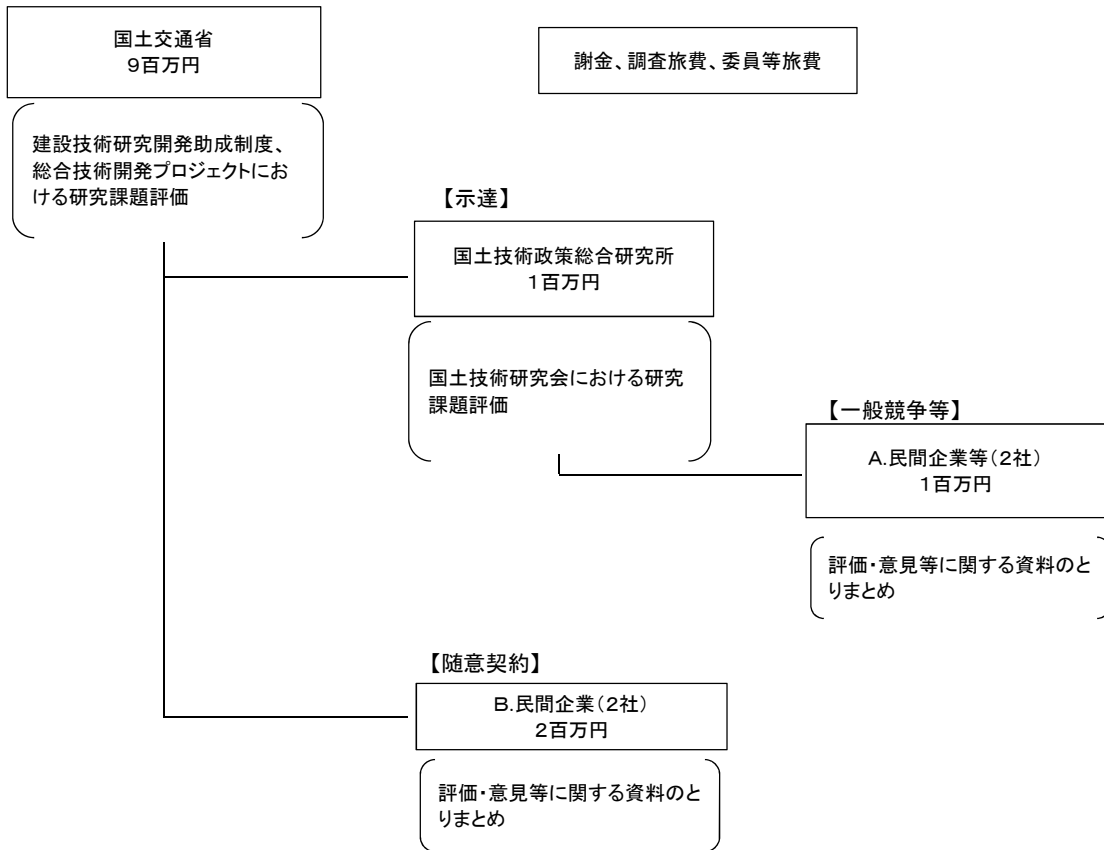 国土交通省
９百万円
謝金、調査旅費、委員等旅費
建設技術研究開発助成制度、
総合技術開発プロジェクトにお
ける研究課題評価
【示達】
国土技術政策総合研究所
１百万円
国土技術研究会における研究
課題評価
【一般競争等】
Ａ.民間企業等（２社）
１百万円
評価・意見等に関する資料のと
りまとめ
【随意契約】
Ｂ.民間企業（２社）
２百万円
評価・意見等に関する資料のと
りまとめ